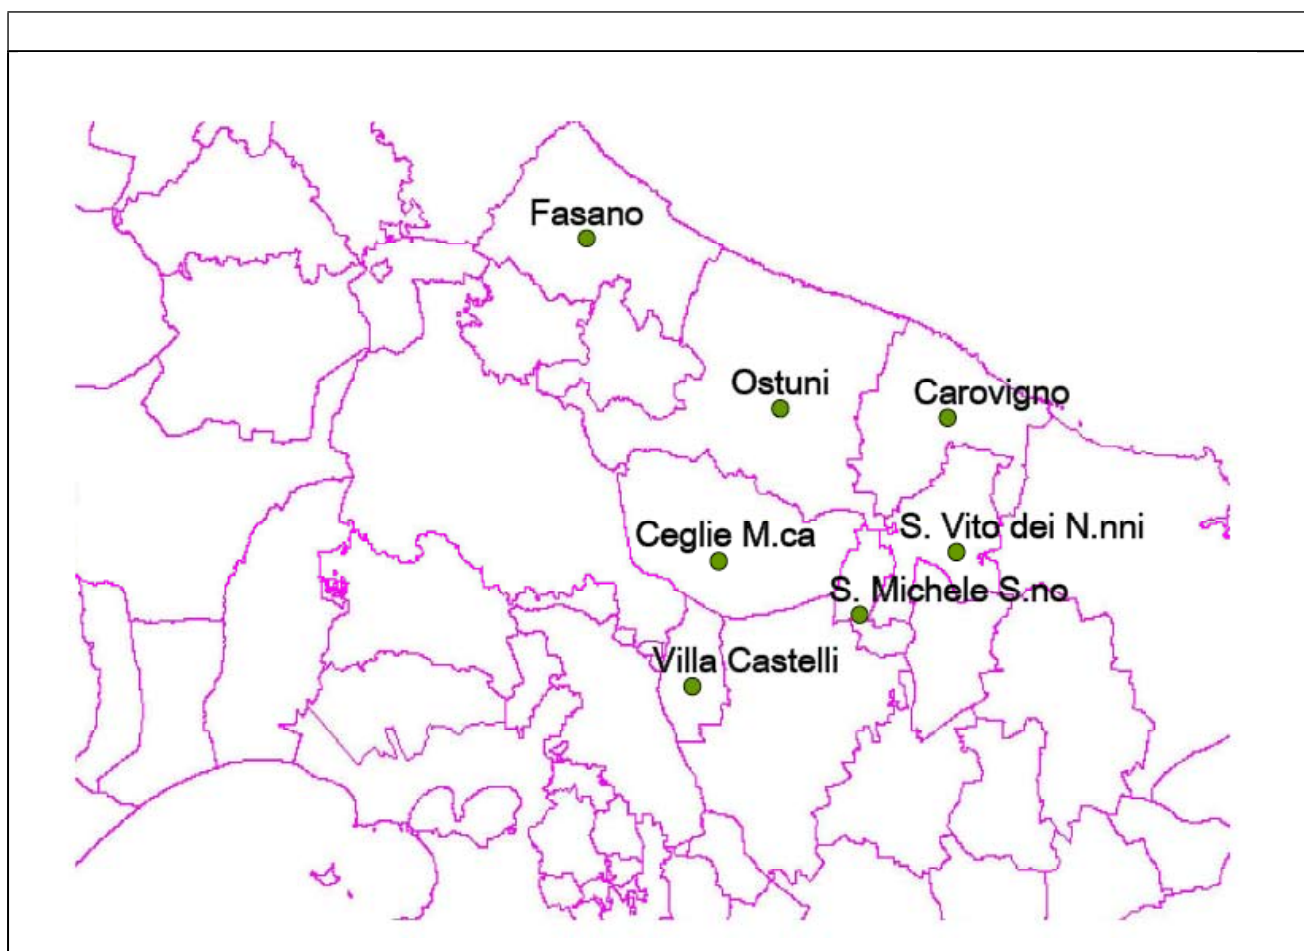 Fasano
Ostuni
Carovigno
Ceglie M.ca
S. Vito dei N.nni
S. Michele S.no
Villa Castelli